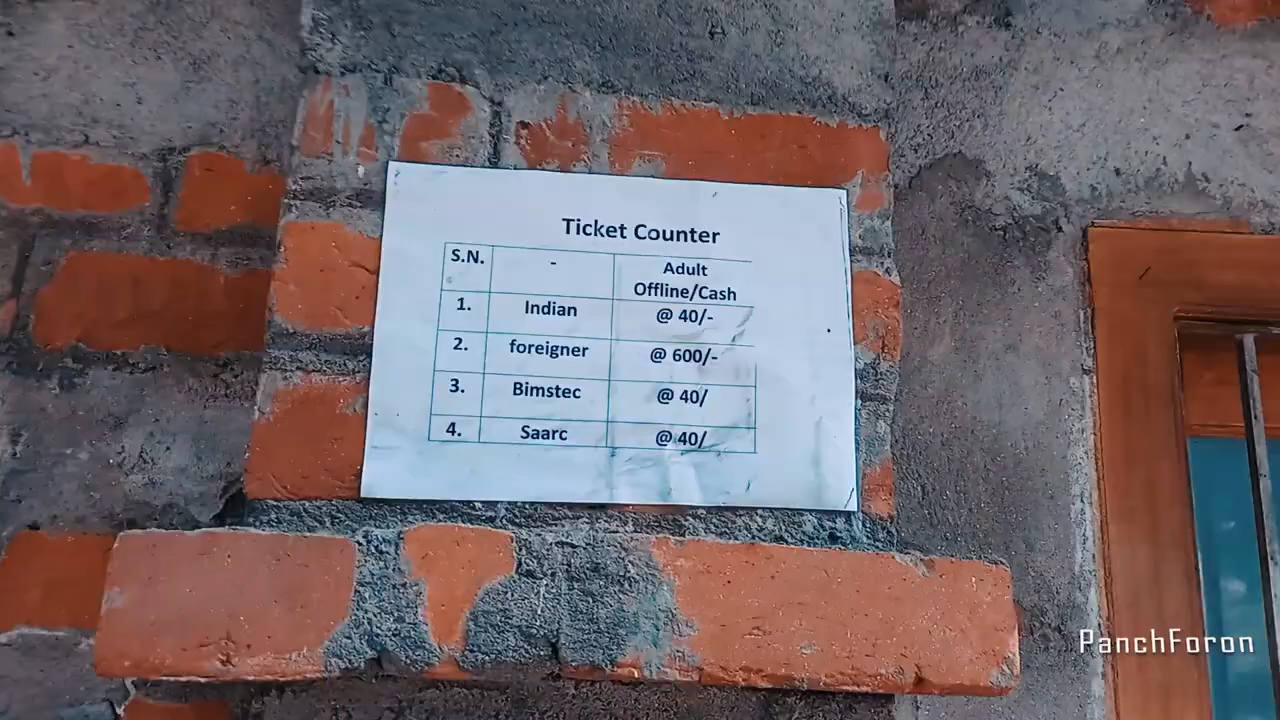 Ticket Counter
S.N. - Adult Offline/Cash
1. Indian @ 40/-
2. foreigner @ 600/-
3. Bimstec @ 40/
4. Saarc @ 40/
PanchForon